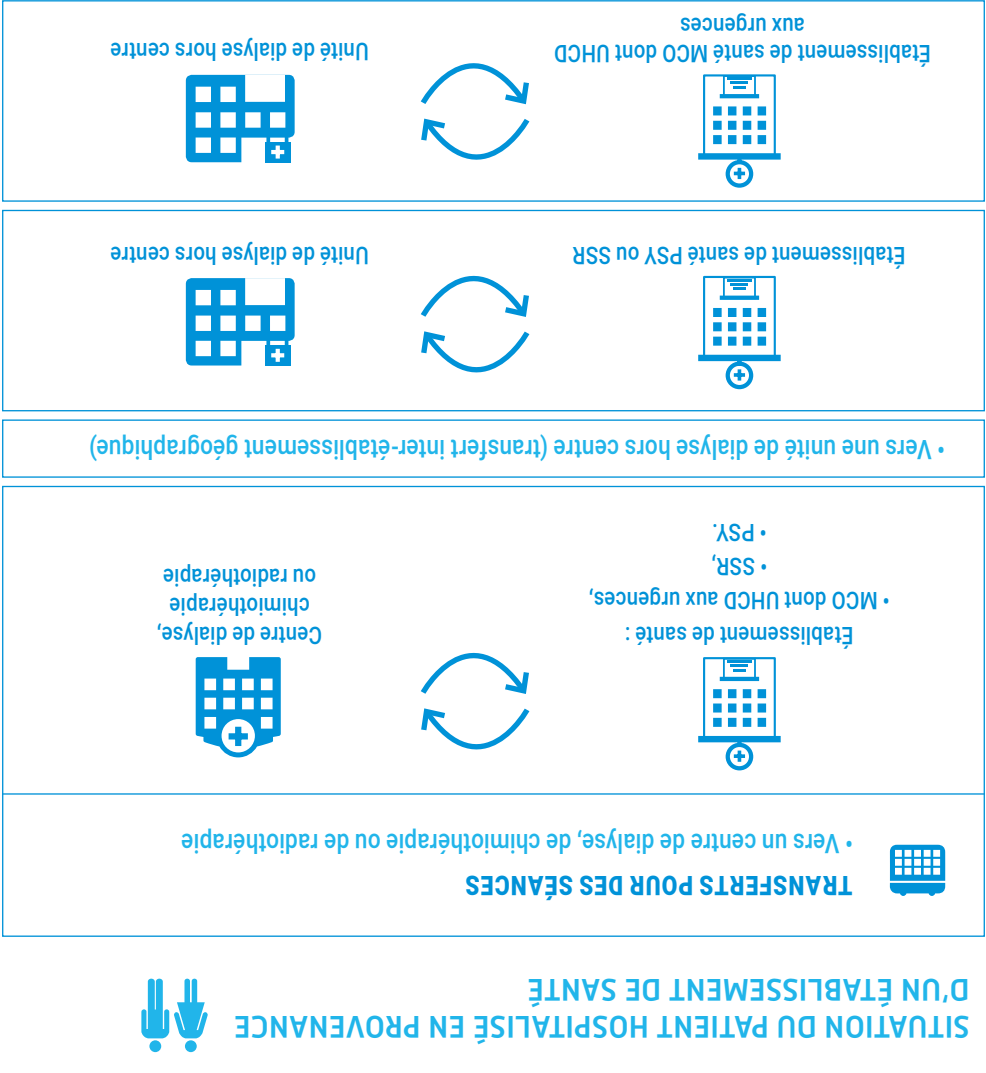 SITUATION DU PATIENT HOSPITALISÉ EN PROVENANCE
D'UN ÉTABLISSEMENT DE SANTÉ
TRANSFERTS POUR DES SÉANCES
• Vers un centre de dialyse, de chimiothérapie ou de radiothérapie
Établissement de santé :
• MCO dont UHCD aux urgences,
• SSR,
• PSY.
Centre de dialyse,
chimiothérapie
ou radiothérapie
• Vers une unité de dialyse hors centre (transfert inter-établissement géographique)
Établissement de santé PSY ou SSR
Unité de dialyse hors centre
Établissement de santé MCO dont UHCD
aux urgences
Unité de dialyse hors centre